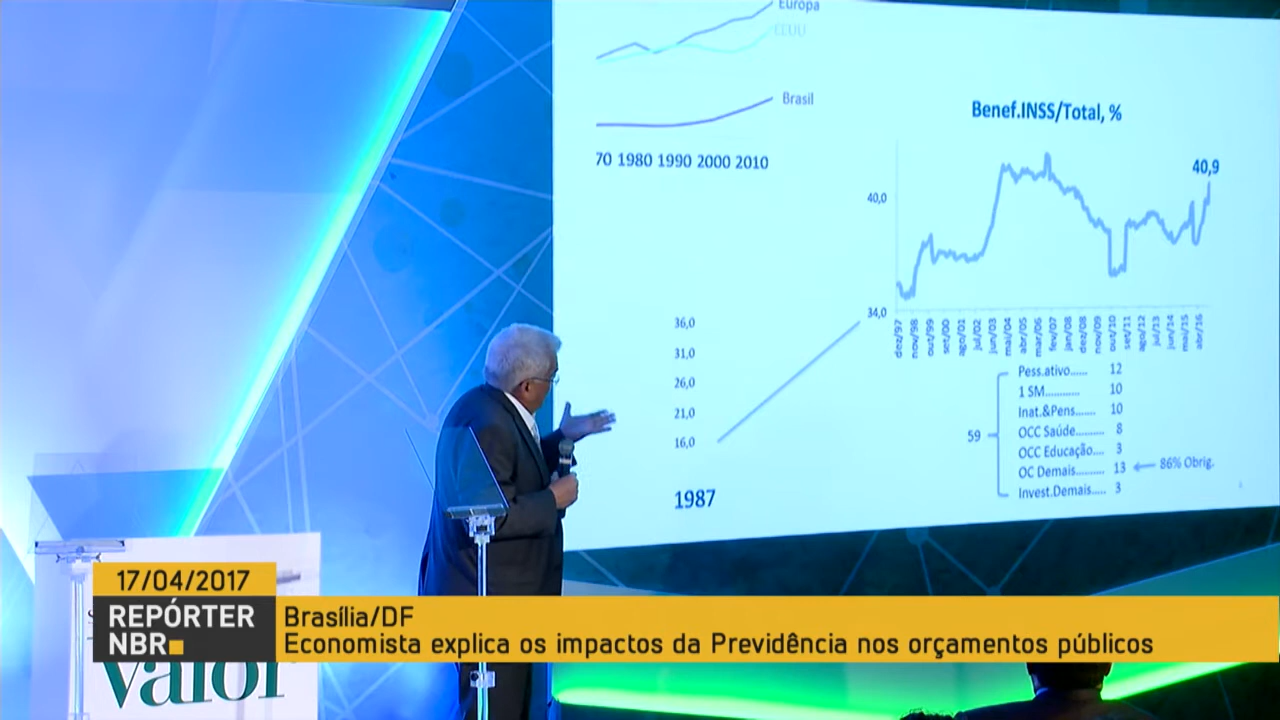 Europa
EEUU
Brasil
70 1980 1990 2000 2010
Benef.INSS/Total, %
40,9
40,0
34,0
dez/97
nov/98
out/99
set/00
ago/01
jul/02
jun/03
mai/04
abr/05
mar/06
fev/07
jan/08
dez/08
nov/09
out/10
set/11
ago/12
jul/13
jun/14
mai/15
abr/16
36,0
31,0
26,0
21,0
16,0
1987
59
Pess.ativo...... 12
1 SM............ 10
Inat.&Pens....... 10
OCC Saúde...... 8
OCC Educação.... 3
OC Demais......... 13
86% Obrig.
Invest.Demais..... 3
17/04/2017
REPÓRTER
NBR
Brasília/DF
Economista explica os impactos da Previdência nos orçamentos públicos
valor